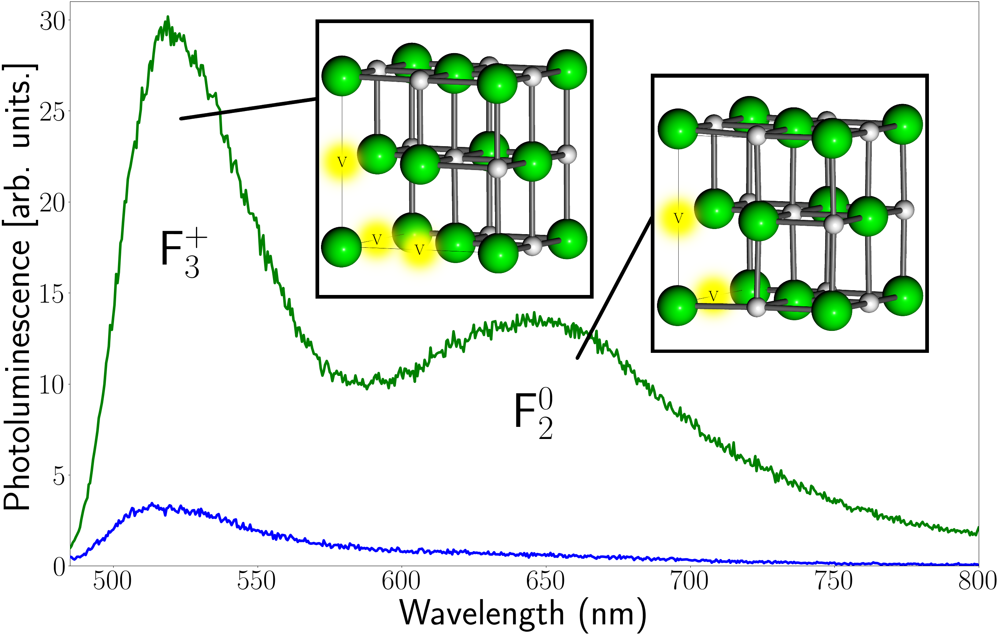 Photoluminescence [arb. units.]
30
25
20
15
10
5
0
F₃⁺
V
V
V
V
V
F₂⁰
500
550
600
650
700
750
800
Wavelength (nm)